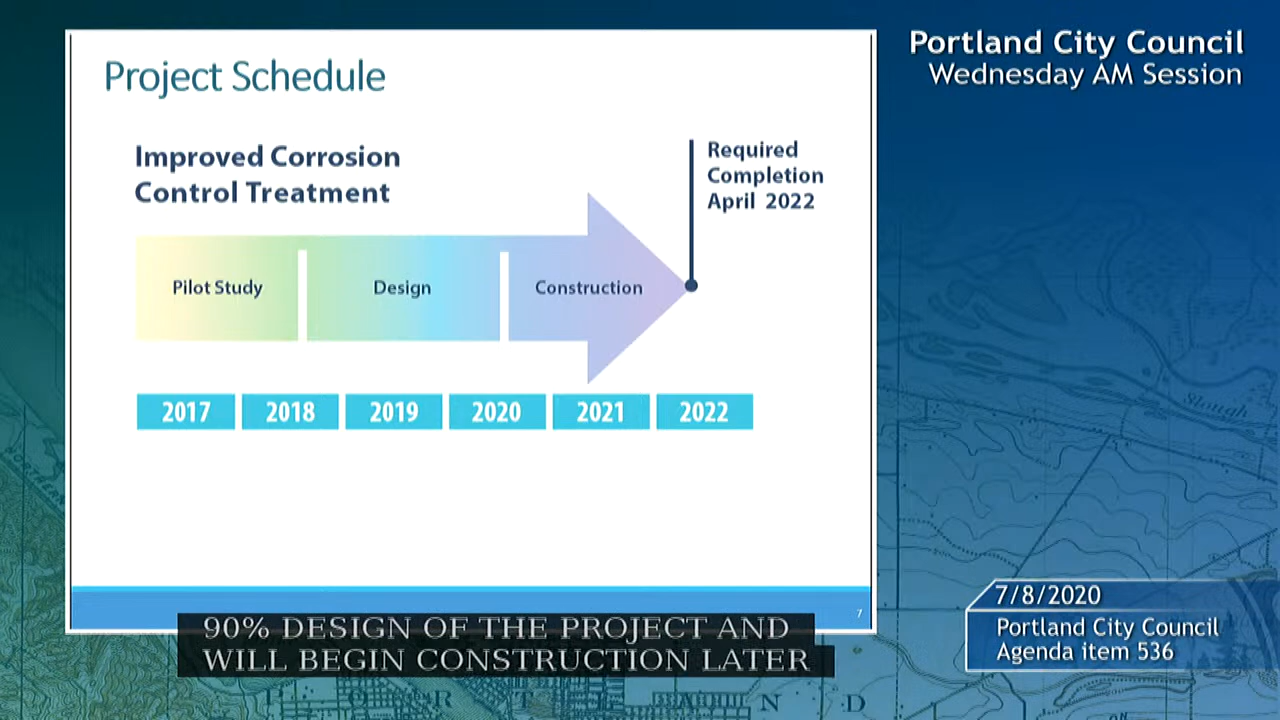 Portland City Council
Wednesday AM Session
Project Schedule
Improved Corrosion
Control Treatment
Required
Completion
April 2022
Pilot Study
Design
Construction
2017
2018
2019
2020
2021
2022
7
90% DESIGN OF THE PROJECT AND
WILL BEGIN CONSTRUCTION LATER
7/8/2020
Portland City Council
Agenda item 536
Slough